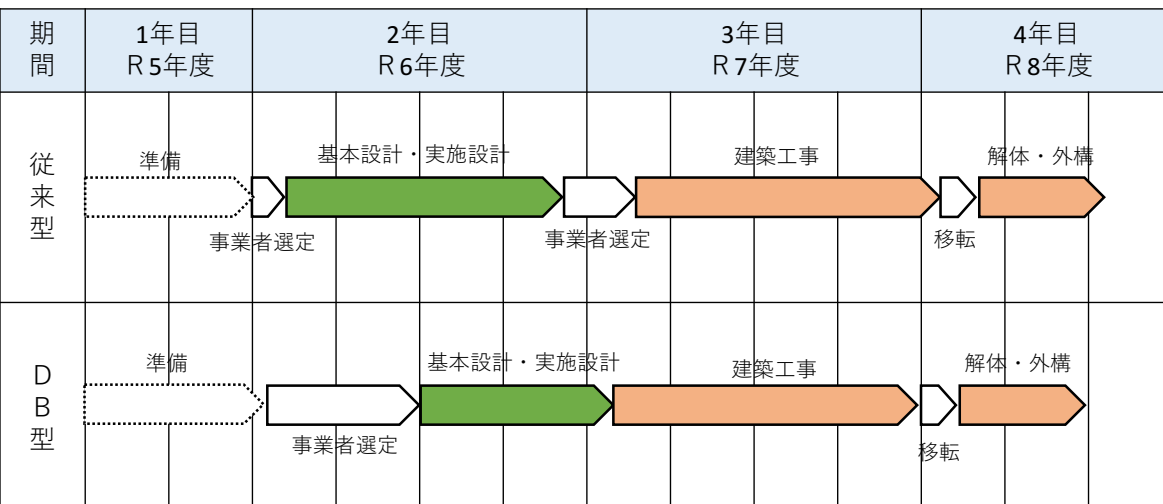 期間
1年目
Ｒ5年度
2年目
Ｒ6年度
3年目
Ｒ7年度
4年目
Ｒ8年度
従来型
準備
基本設計・実施設計
建築工事
解体・外構
事業者選定
事業者選定
移転
ＤＢ型
準備
基本設計・実施設計
建築工事
解体・外構
事業者選定
移転